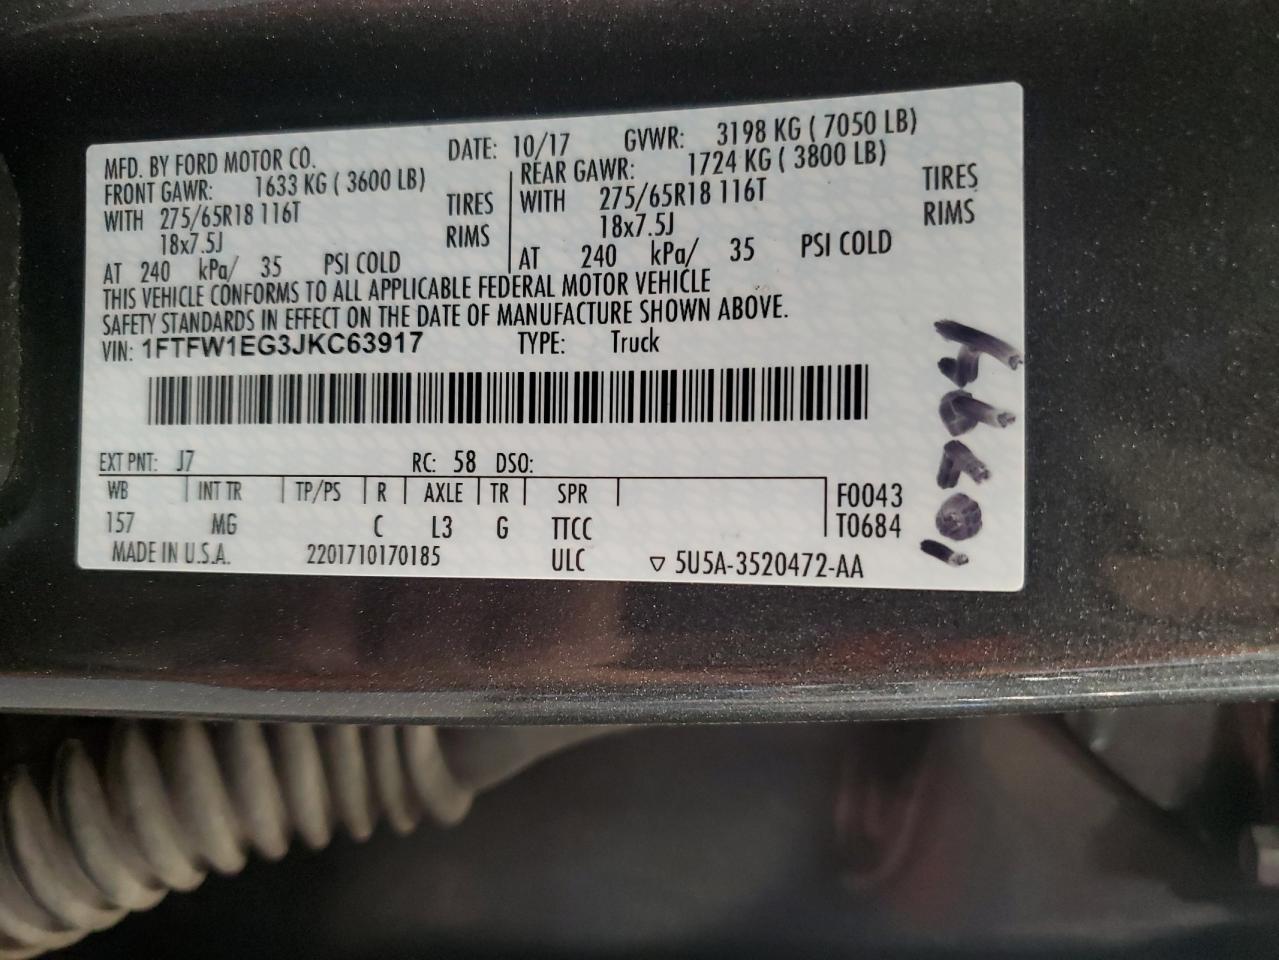 MFD. BY FORD MOTOR CO. DATE: 10/17 GVWR: 3198 KG ( 7050 LB)
FRONT GAWR: 1633 KG ( 3600 LB)
WITH 275/65R18 116T TIRES
18x7.5J RIMS
AT 240 kPa/ 35 PSI COLD
REAR GAWR: 1724 KG ( 3800 LB)
WITH 275/65R18 116T TIRES
18x7.5J RIMS
AT 240 kPa/ 35 PSI COLD
THIS VEHICLE CONFORMS TO ALL APPLICABLE FEDERAL MOTOR VEHICLE
SAFETY STANDARDS IN EFFECT ON THE DATE OF MANUFACTURE SHOWN ABOVE.
VIN: 1FTFW1EG3JKC63917 TYPE: Truck
EXT PNT: J7 RC: 58 DSO:
WB INT TR TP/PS R AXLE TR SPR F0043
157 MG C L3 G TTCC T0684
MADE IN U.S.A. 2201710170185 ULC ▽ 5U5A-3520472-AA